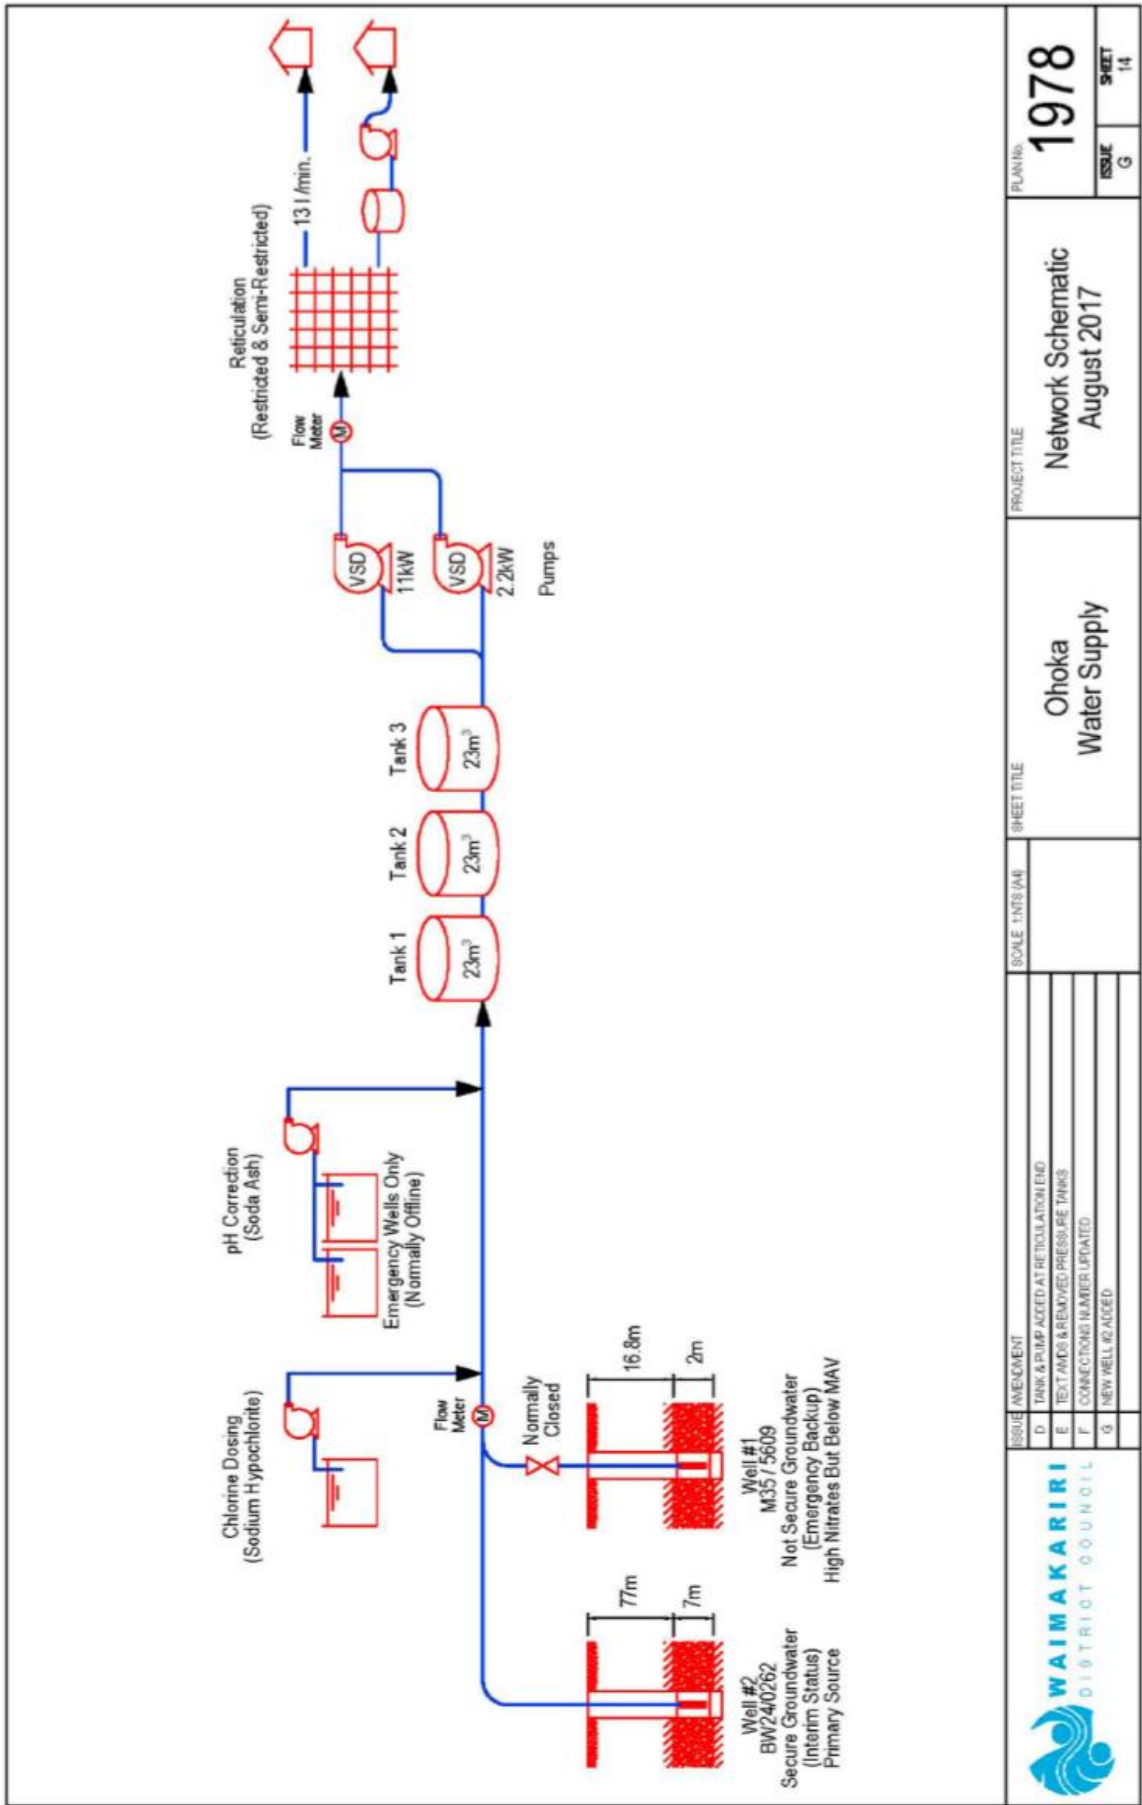 Chlorine Dosing
(Sodium Hypochlorite)
pH Correction
(Soda Ash)
Emergency Wells Only
(Normally Offline)
Reticulation
(Restricted & Semi-Restricted)
13 l /min.
Flow
Meter
M
VSD
11kW
VSD
2.2kW
Pumps
Tank 1
23m³
Tank 2
23m³
Tank 3
23m³
Flow
Meter
M
Normally
Closed
77m
7m
16.8m
2m
Well #2
BW24/0262
Secure Groundwater
(Interim Status)
Primary Source
Well #1
M35 / 5609
Not Secure Groundwater
(Emergency Backup)
High Nitrates But Below MAV
WAIMAKARIRI
DISTRICT COUNCIL
ISSUE AMENDMENT
D TANK & PUMP ADDED AT RETICULATION END
E TEXT AMDS & REMOVED PRESSURE TANKS
F CONNECTIONS NUMBER UPDATED
G NEW WELL #2 ADDED
SCALE 1:NTS (A4)
SHEET TITLE
Ohoka
Water Supply
PROJECT TITLE
Network Schematic
August 2017
PLAN No.
1978
ISSUE
G
SHEET
14